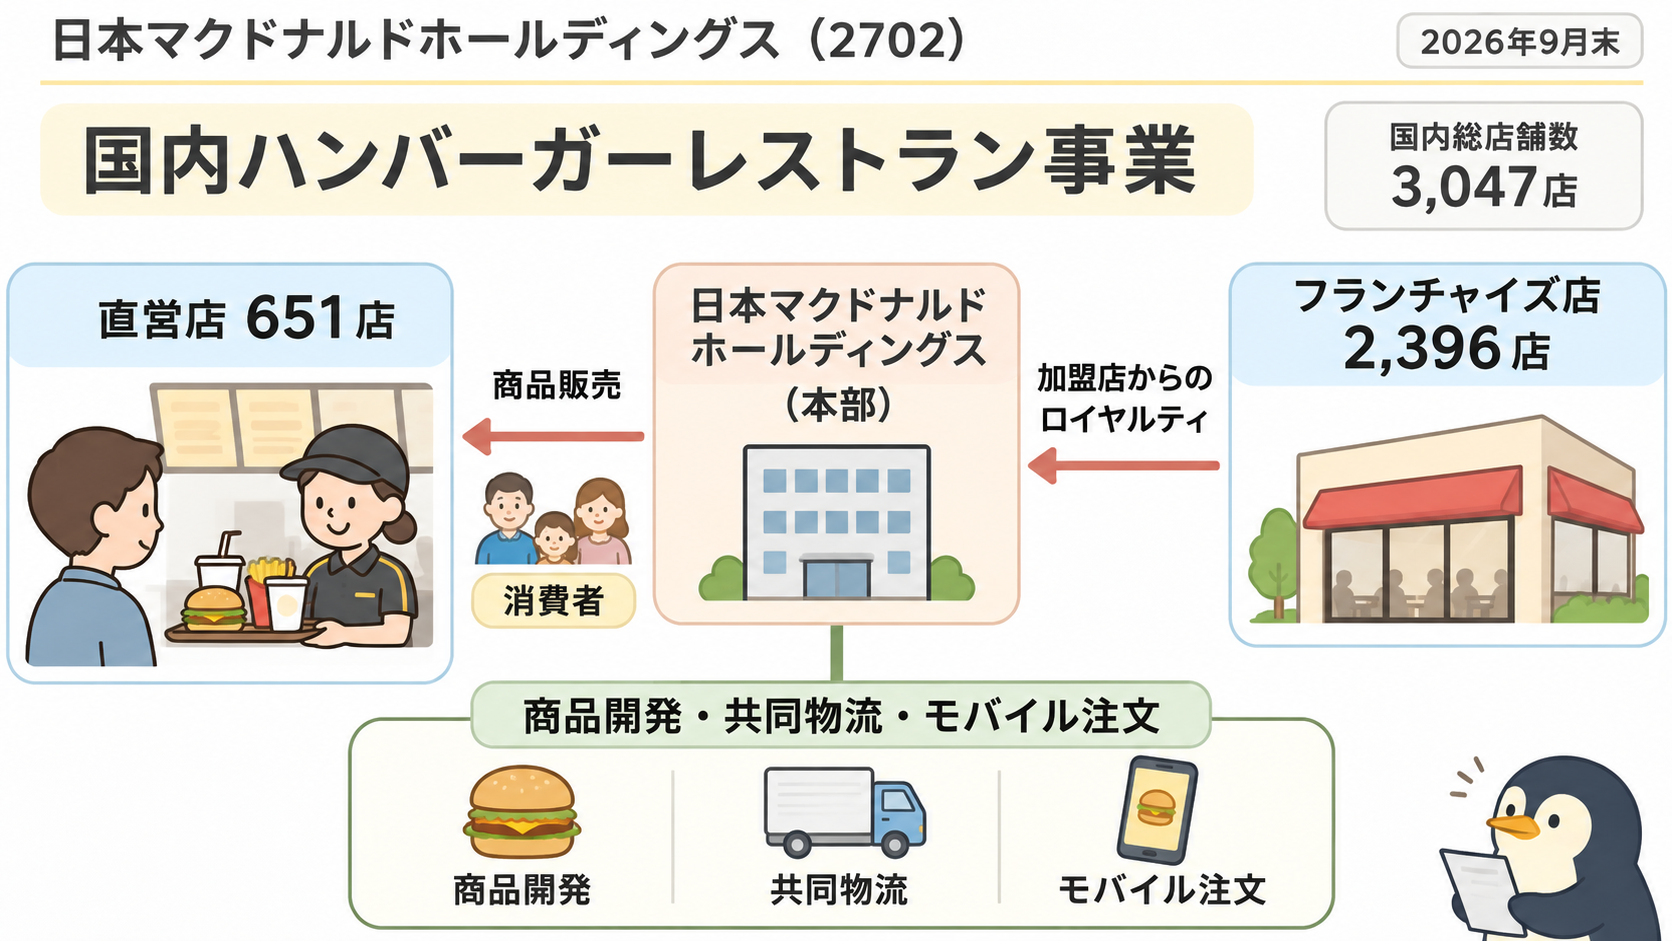 日本マクドナルドホールディングス（2702）
2026年9月末
国内ハンバーガーレストラン事業
国内総店舗数
3,047店
直営店 651店
商品販売
消費者
日本マクドナルド
ホールディングス
（本部）
加盟店からの
ロイヤルティ
フランチャイズ店
2,396店
商品開発・共同物流・モバイル注文
商品開発
共同物流
モバイル注文